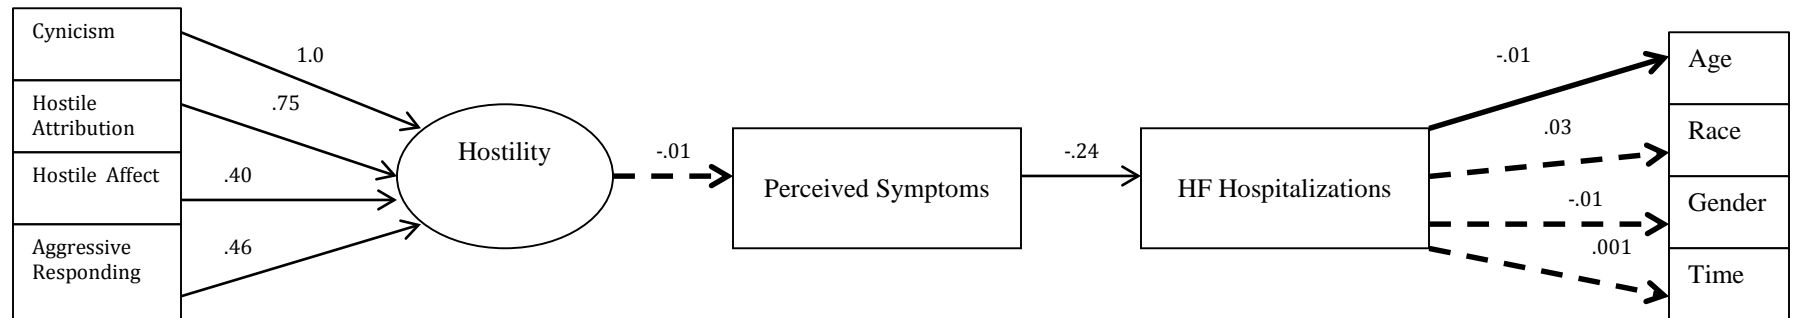 Cynicism
1.0
Hostile
Attribution
.75
Hostile Affect
.40
Aggressive
Responding
.46
Hostility
-.01
Perceived Symptoms
-.24
HF Hospitalizations
-.01
Age
.03
Race
-.01
Gender
.001
Time